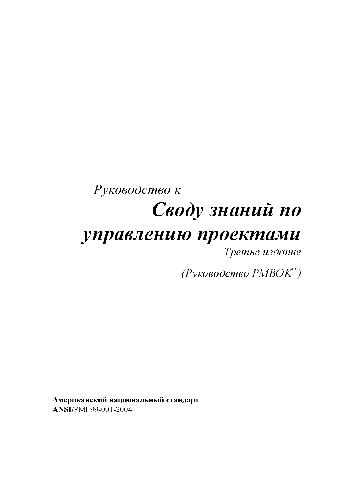 Руководство к
Своду знаний по
управлению проектами
Третье издание
(Руководство PMBOK®)
Американский национальный стандарт
ANSI/PMI 99-001-2004